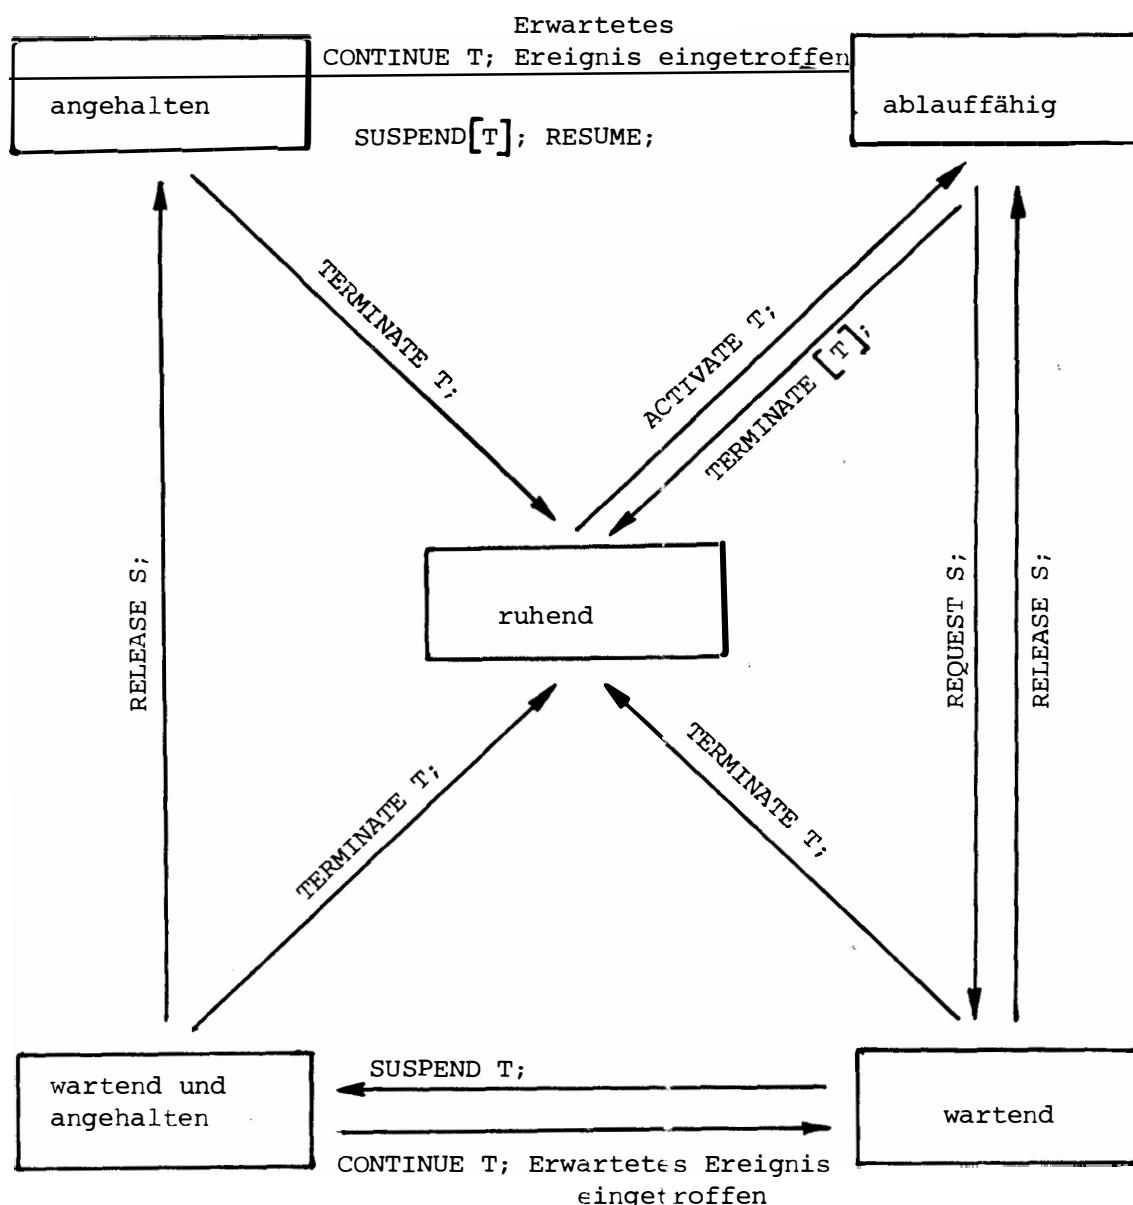 Erwartetes
CONTINUE T; Ereignis eingetroffen
angehalten
ablauffähig
SUSPEND[T]; RESUME;
TERMINATE T;
ACTIVATE T;
TERMINATE [T];
RELEASE S;
ruhend
REQUEST S;
RELEASE S;
TERMINATE T;
TERMINATE T;
wartend und
angehalten
SUSPEND T;
wartend
CONTINUE T; Erwartetes Ereignis
eingetroffen